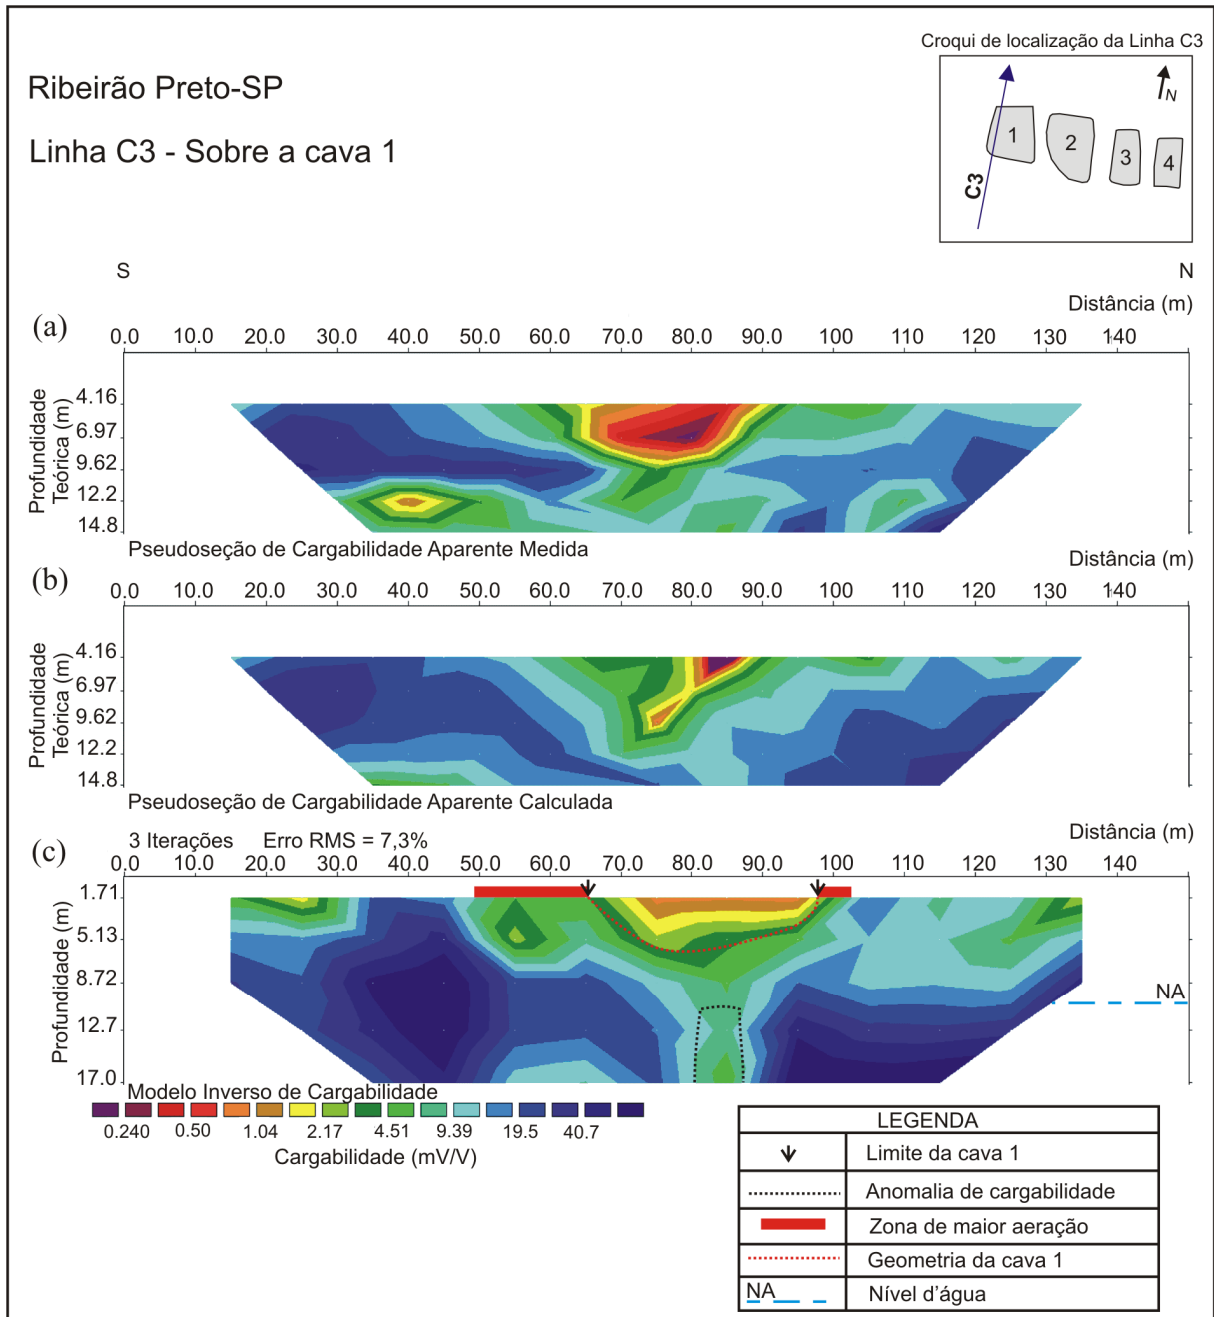 Croqui de localização da Linha C3
Ribeirão Preto-SP
Linha C3 - Sobre a cava 1
N
1
2
3
4
C3
S
N
Distância (m)
(a)
0.0 10.0 20.0 30.0 40.0 50.0 60.0 70.0 80.0 90.0 100 110 120 130 140
Profundidade
Teórica (m)
4.16
6.97
9.62
12.2
14.8
Pseudoseção de Cargabilidade Aparente Medida
Distância (m)
(b)
0.0 10.0 20.0 30.0 40.0 50.0 60.0 70.0 80.0 90.0 100 110 120 130 140
Profundidade
Teórica (m)
4.16
6.97
9.62
12.2
14.8
Pseudoseção de Cargabilidade Aparente Calculada
3 Iterações Erro RMS = 7,3%
Distância (m)
(c)
0.0 10.0 20.0 30.0 40.0 50.0 60.0 70.0 80.0 90.0 100 110 120 130 140
Profundidade (m)
1.71
5.13
8.72
12.7
17.0
NA
Modelo Inverso de Cargabilidade
0.240 0.50 1.04 2.17 4.51 9.39 19.5 40.7
Cargabilidade (mV/V)
LEGENDA
Limite da cava 1
Anomalia de cargabilidade
Zona de maior aeração
Geometria da cava 1
NA Nível d'água